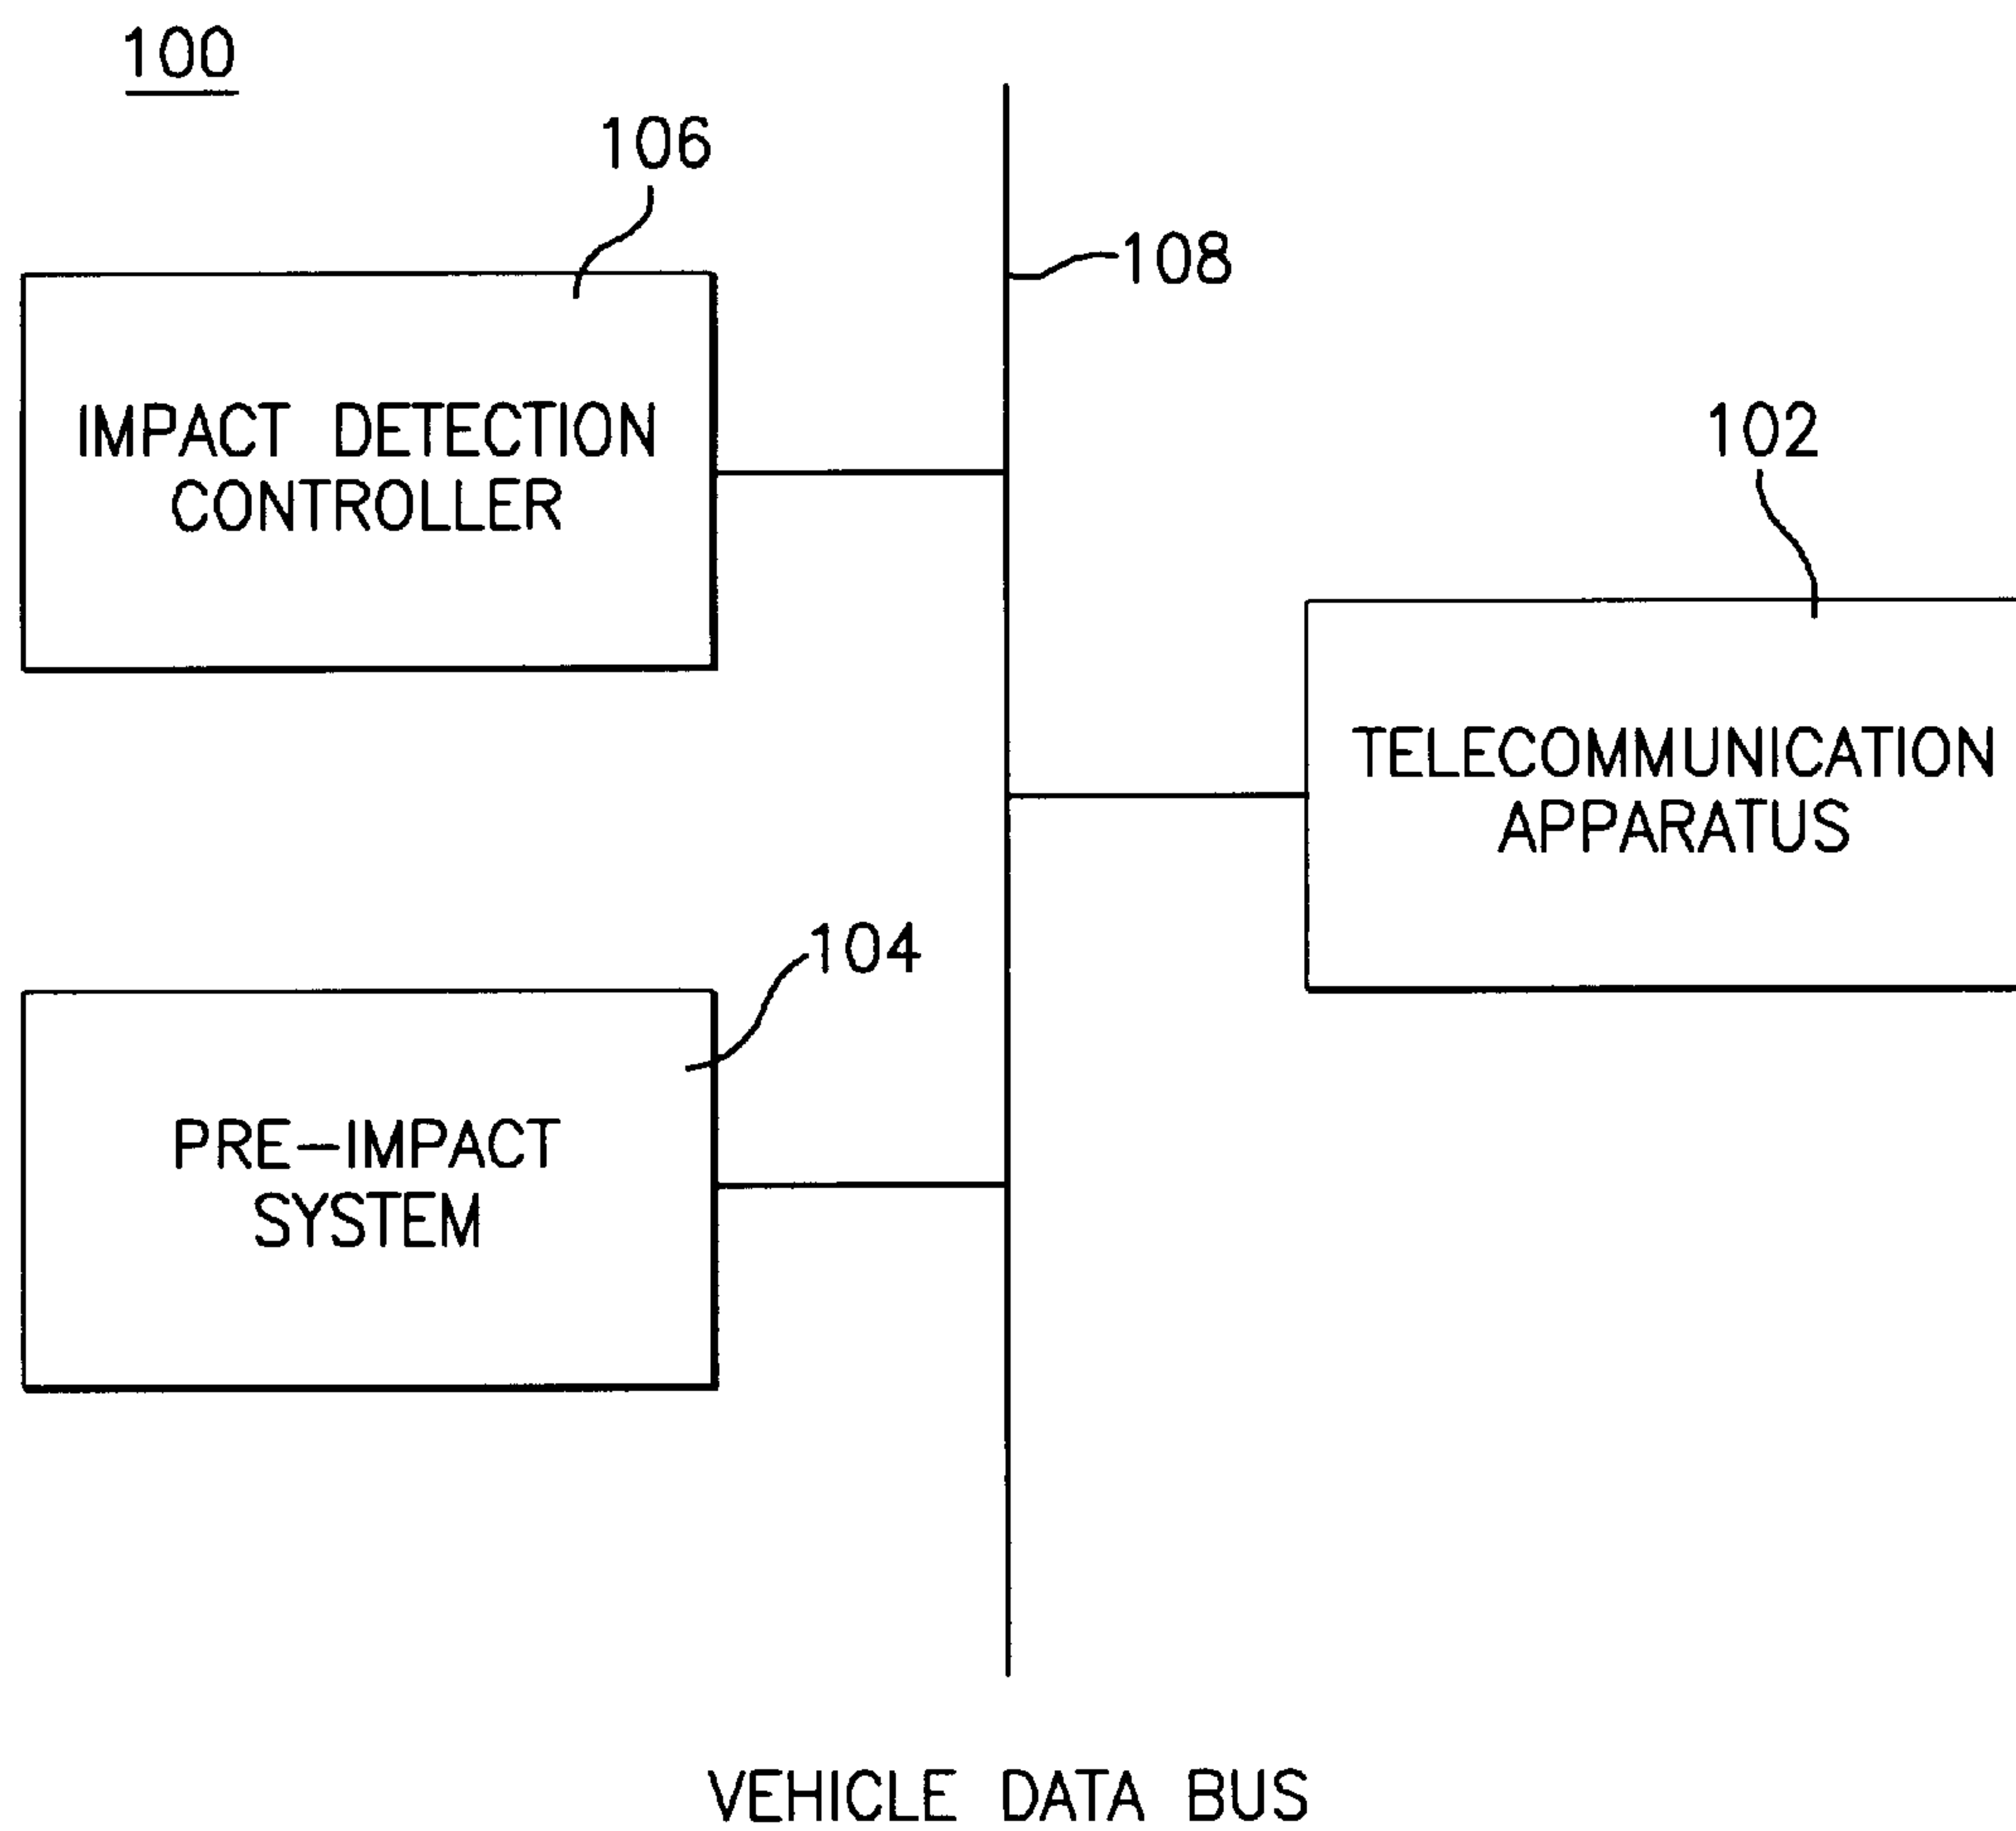 100
106
108
IMPACT DETECTION
CONTROLLER
102
TELECOMMUNICATION
APPARATUS
104
PRE-IMPACT
SYSTEM
VEHICLE DATA BUS